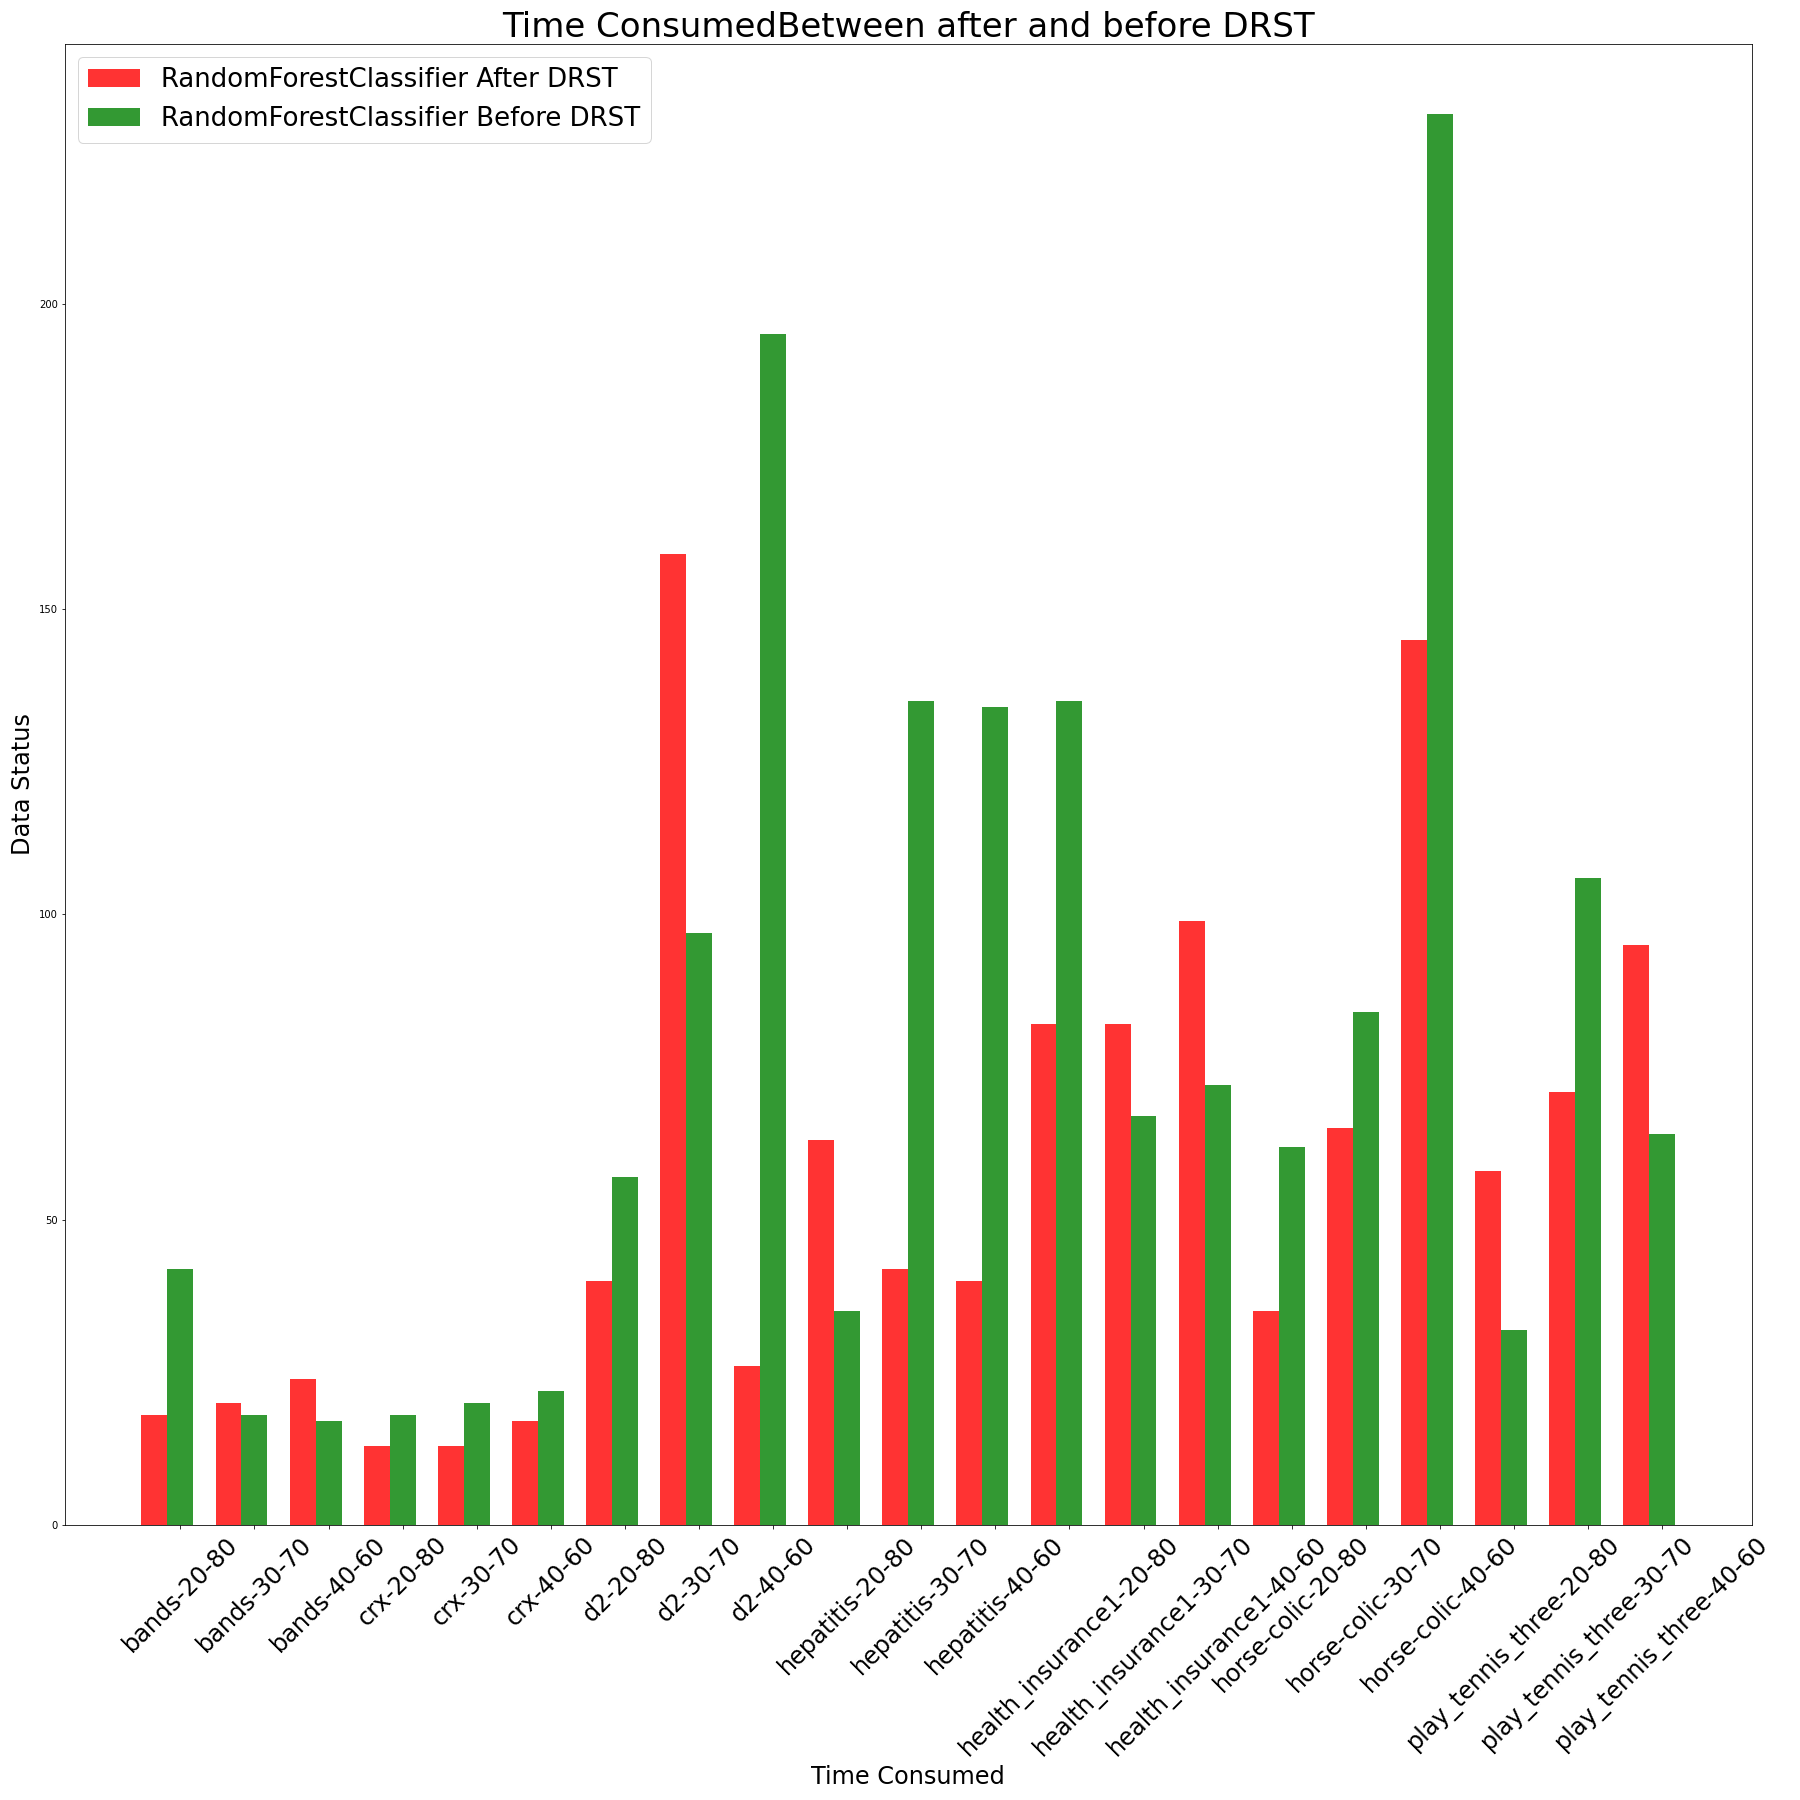 Time ConsumedBetween after and before DRST
RandomForestClassifier After DRST
RandomForestClassifier Before DRST
Data Status
200
150
100
50
0
bands-20-80
bands-30-70
bands-40-60
crx-20-80
crx-30-70
crx-40-60
d2-20-80
d2-30-70
d2-40-60
hepatitis-20-80
hepatitis-30-70
hepatitis-40-60
health_insurance1-20-80
health_insurance1-30-70
health_insurance1-40-60
horse-colic-20-80
horse-colic-30-70
horse-colic-40-60
play_tennis_three-20-80
play_tennis_three-30-70
play_tennis_three-40-60
Time Consumed